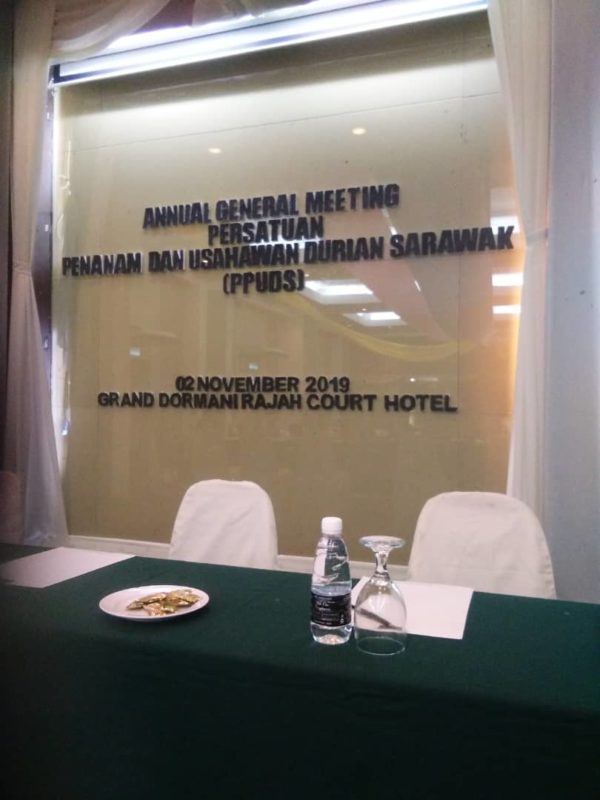 ANNUAL GENERAL MEETING
PERSATUAN
PENANAM DAN USAHAWAN DURIAN SARAWAK
(PPUDS)
02 NOVEMBER 2019
GRAND DORMANI RAJAH COURT HOTEL